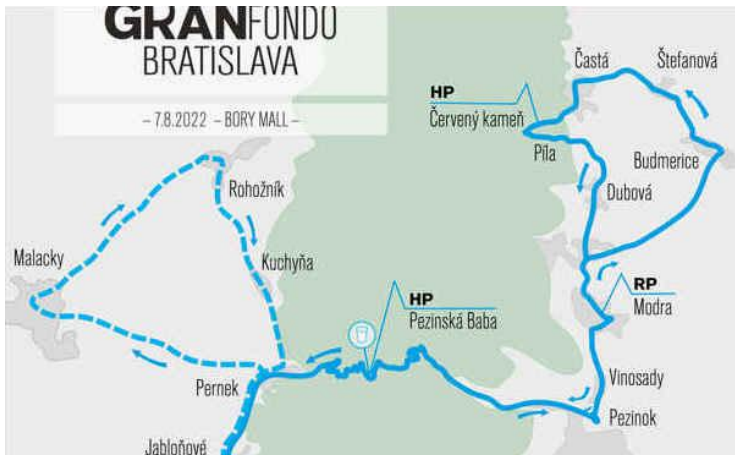 GRANFONDO
BRATISLAVA
– 7.8.2022 – BORY MALL –
Častá
Štefanová
HP
Červený kameň
Píla
Budmerice
Dubová
Rohožník
Malacky
Kuchyňa
HP
Pezinská Baba
RP
Modra
Pernek
Vinosady
Pezinok
Jabloňové